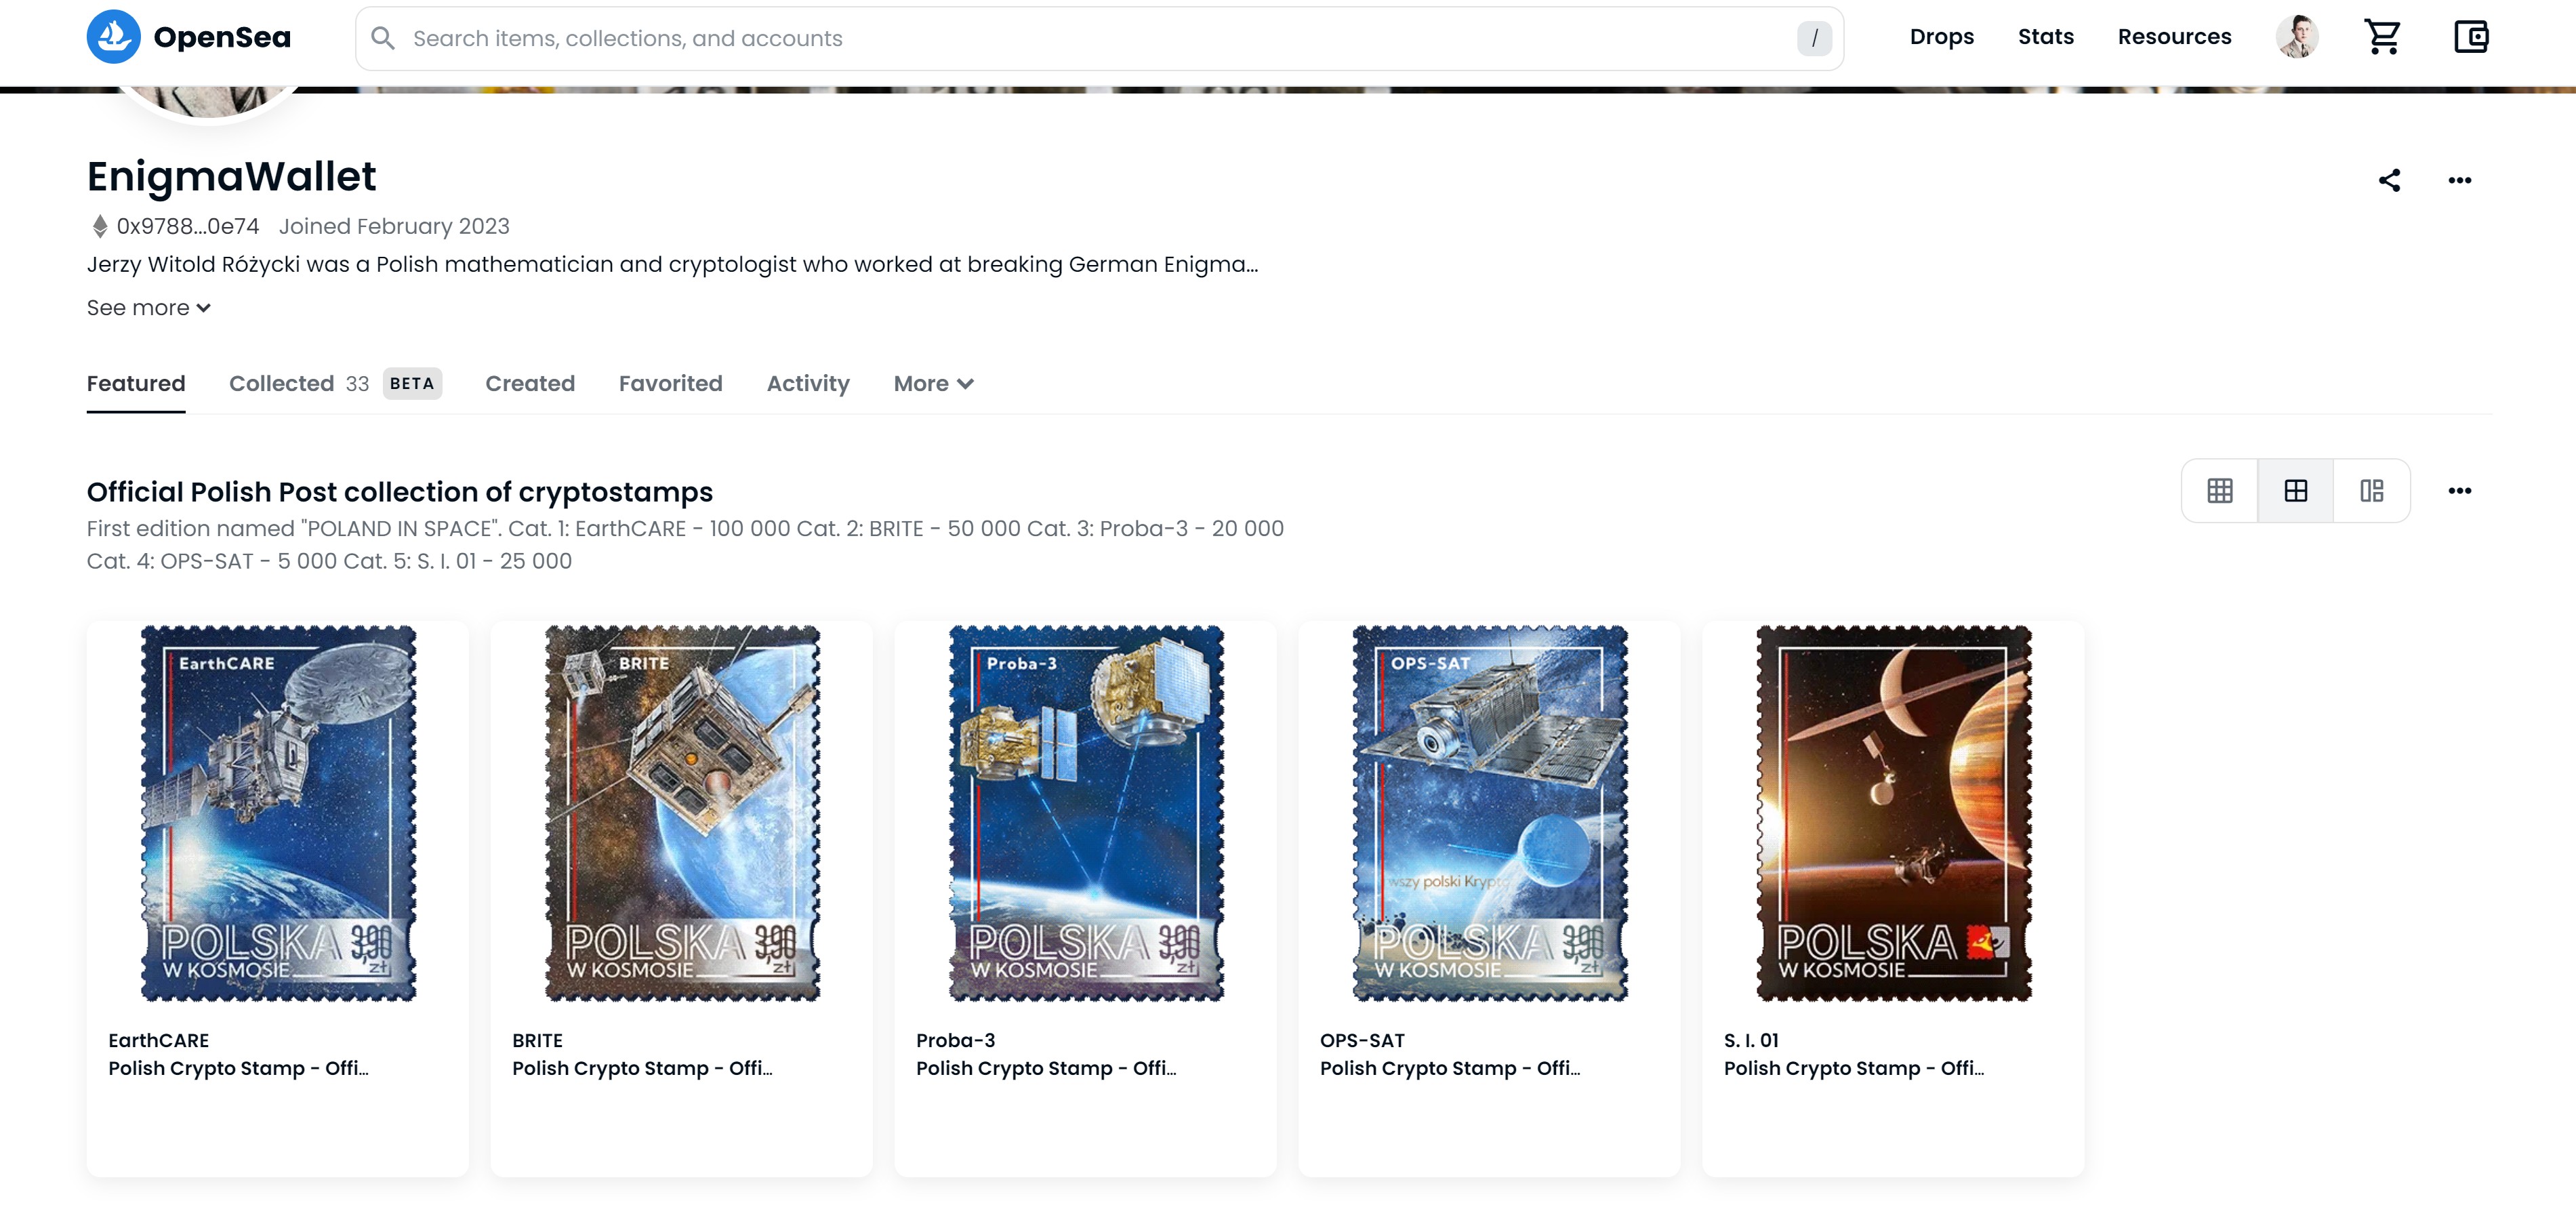 OpenSea
Search items, collections, and accounts
/
Drops
Stats
Resources
EnigmaWallet
0x9788...0e74 Joined February 2023
Jerzy Witold Różycki was a Polish mathematician and cryptologist who worked at breaking German Enigma...
See more
Featured
Collected 33 BETA
Created
Favorited
Activity
More
Official Polish Post collection of cryptostamps
First edition named "POLAND IN SPACE". Cat. 1: EarthCARE - 100 000 Cat. 2: BRITE - 50 000 Cat. 3: Proba-3 - 20 000
Cat. 4: OPS-SAT - 5 000 Cat. 5: S. I. 01 - 25 000
EarthCARE
POLSKA 3,90 zł
W KOSMOSIE
EarthCARE
Polish Crypto Stamp - Offi...
BRITE
POLSKA 3,90 zł
W KOSMOSIE
BRITE
Polish Crypto Stamp - Offi...
Proba-3
POLSKA 3,90 zł
W KOSMOSIE
Proba-3
Polish Crypto Stamp - Offi...
OPS-SAT
wszy polski Krypto
POLSKA 3,90 zł
W KOSMOSIE
OPS-SAT
Polish Crypto Stamp - Offi...
POLSKA
W KOSMOSIE
S. I. 01
Polish Crypto Stamp - Offi...